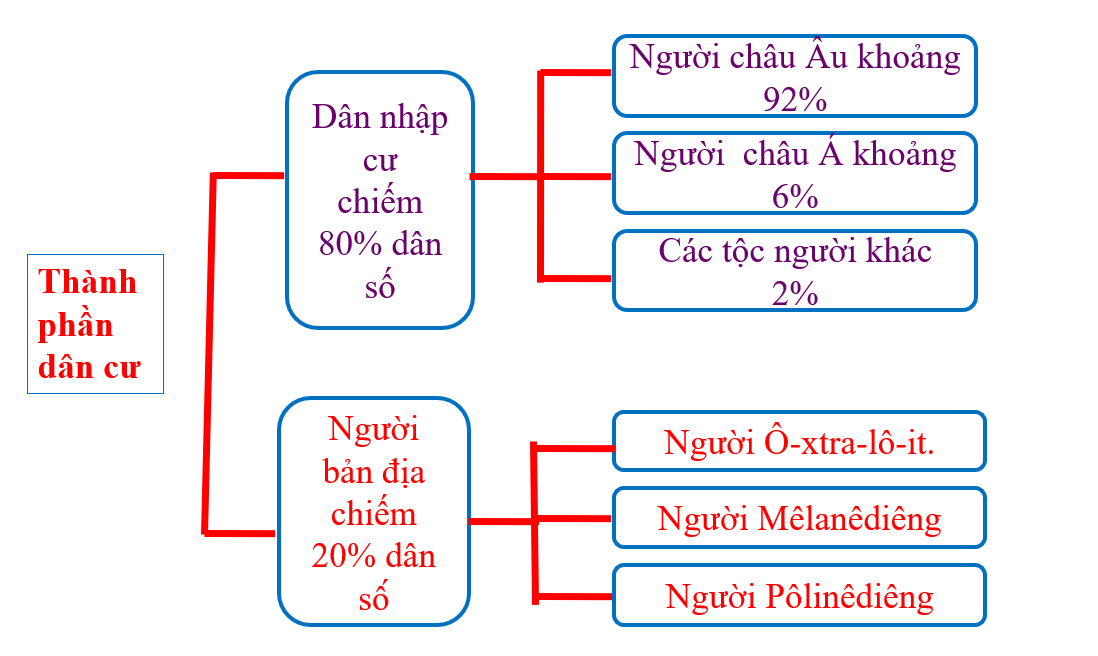 Thành
phần
dân cư
Dân nhập
cư
chiếm
80% dân
số
Người châu Âu khoảng
92%
Người châu Á khoảng
6%
Các tộc người khác
2%
Người
bản địa
chiếm
20% dân
số
Người Ô-xtra-lô-it.
Người Mêlanêdiêng
Người Pôlinêdiêng